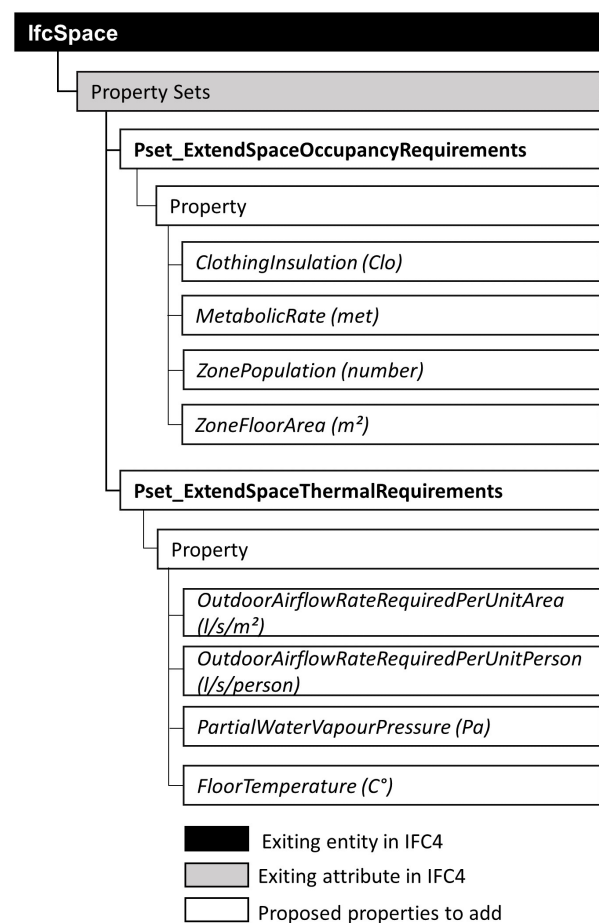 IfcSpace
Property Sets
Pset_ExtendSpaceOccupancyRequirements
Property
ClothingInsulation (Clo)
MetabolicRate (met)
ZonePopulation (number)
ZoneFloorArea (m²)
Pset_ExtendSpaceThermalRequirements
Property
OutdoorAirflowRateRequiredPerUnitArea
(l/s/m²)
OutdoorAirflowRateRequiredPerUnitPerson
(l/s/person)
PartialWaterVapourPressure (Pa)
FloorTemperature (C°)
Exiting entity in IFC4
Exiting attribute in IFC4
Proposed properties to add